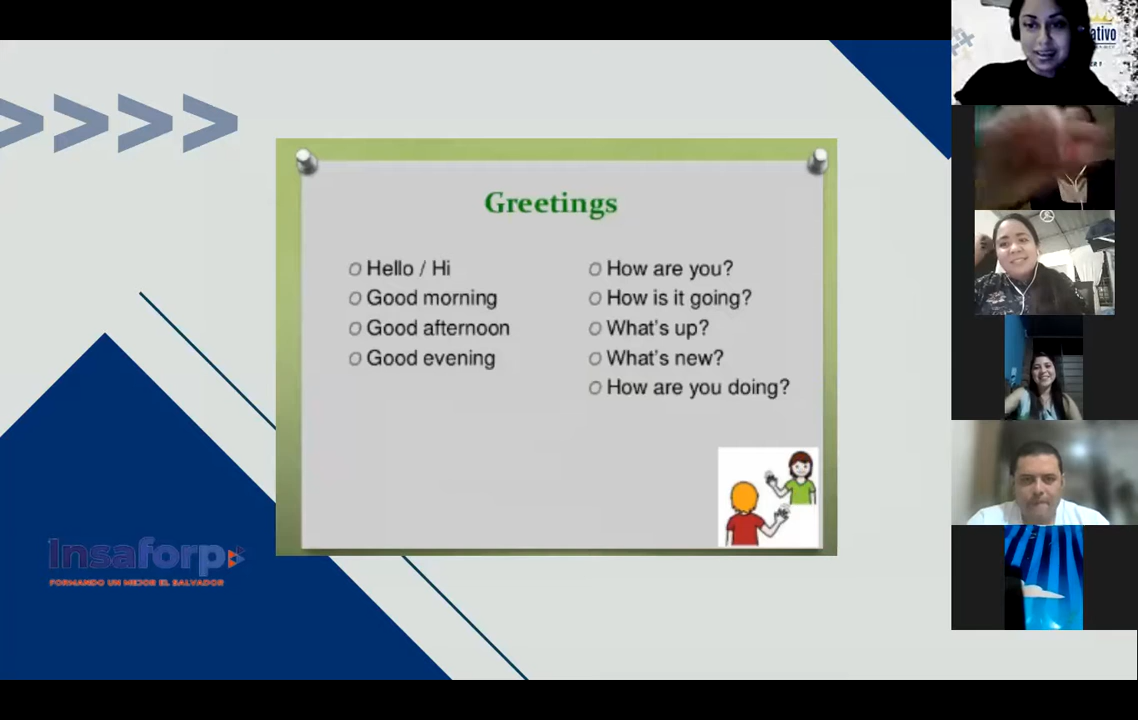 Greetings
Hello / Hi
Good morning
Good afternoon
Good evening
How are you?
How is it going?
What's up?
What's new?
How are you doing?
Insaforp
FORMANDO UN MEJOR EL SALVADOR